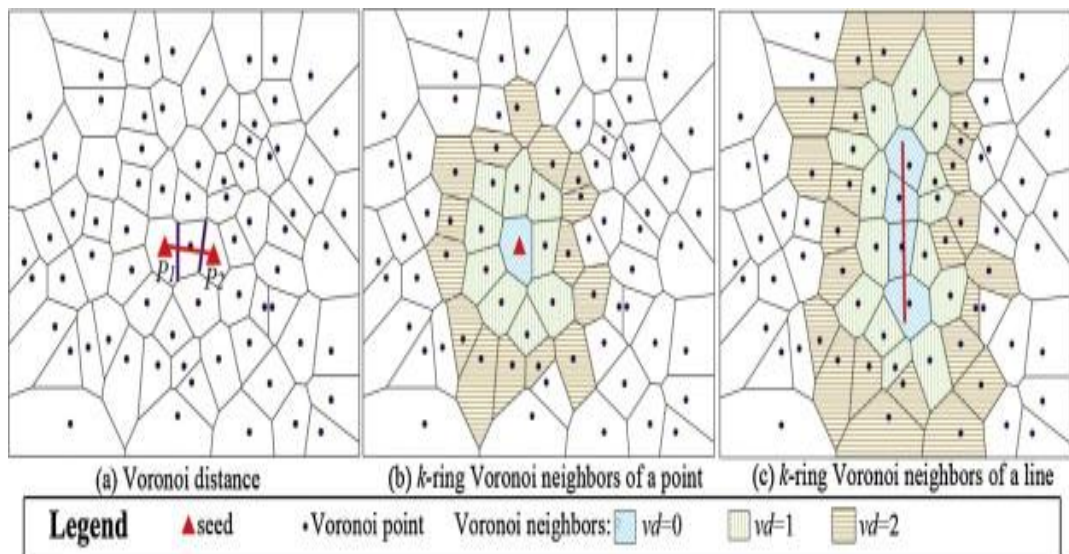 P1 P2
(a) Voronoi distance
(b) k-ring Voronoi neighbors of a point
(c) k-ring Voronoi neighbors of a line
Legend seed Voronoi point Voronoi neighbors: vd=0 vd=1 vd=2